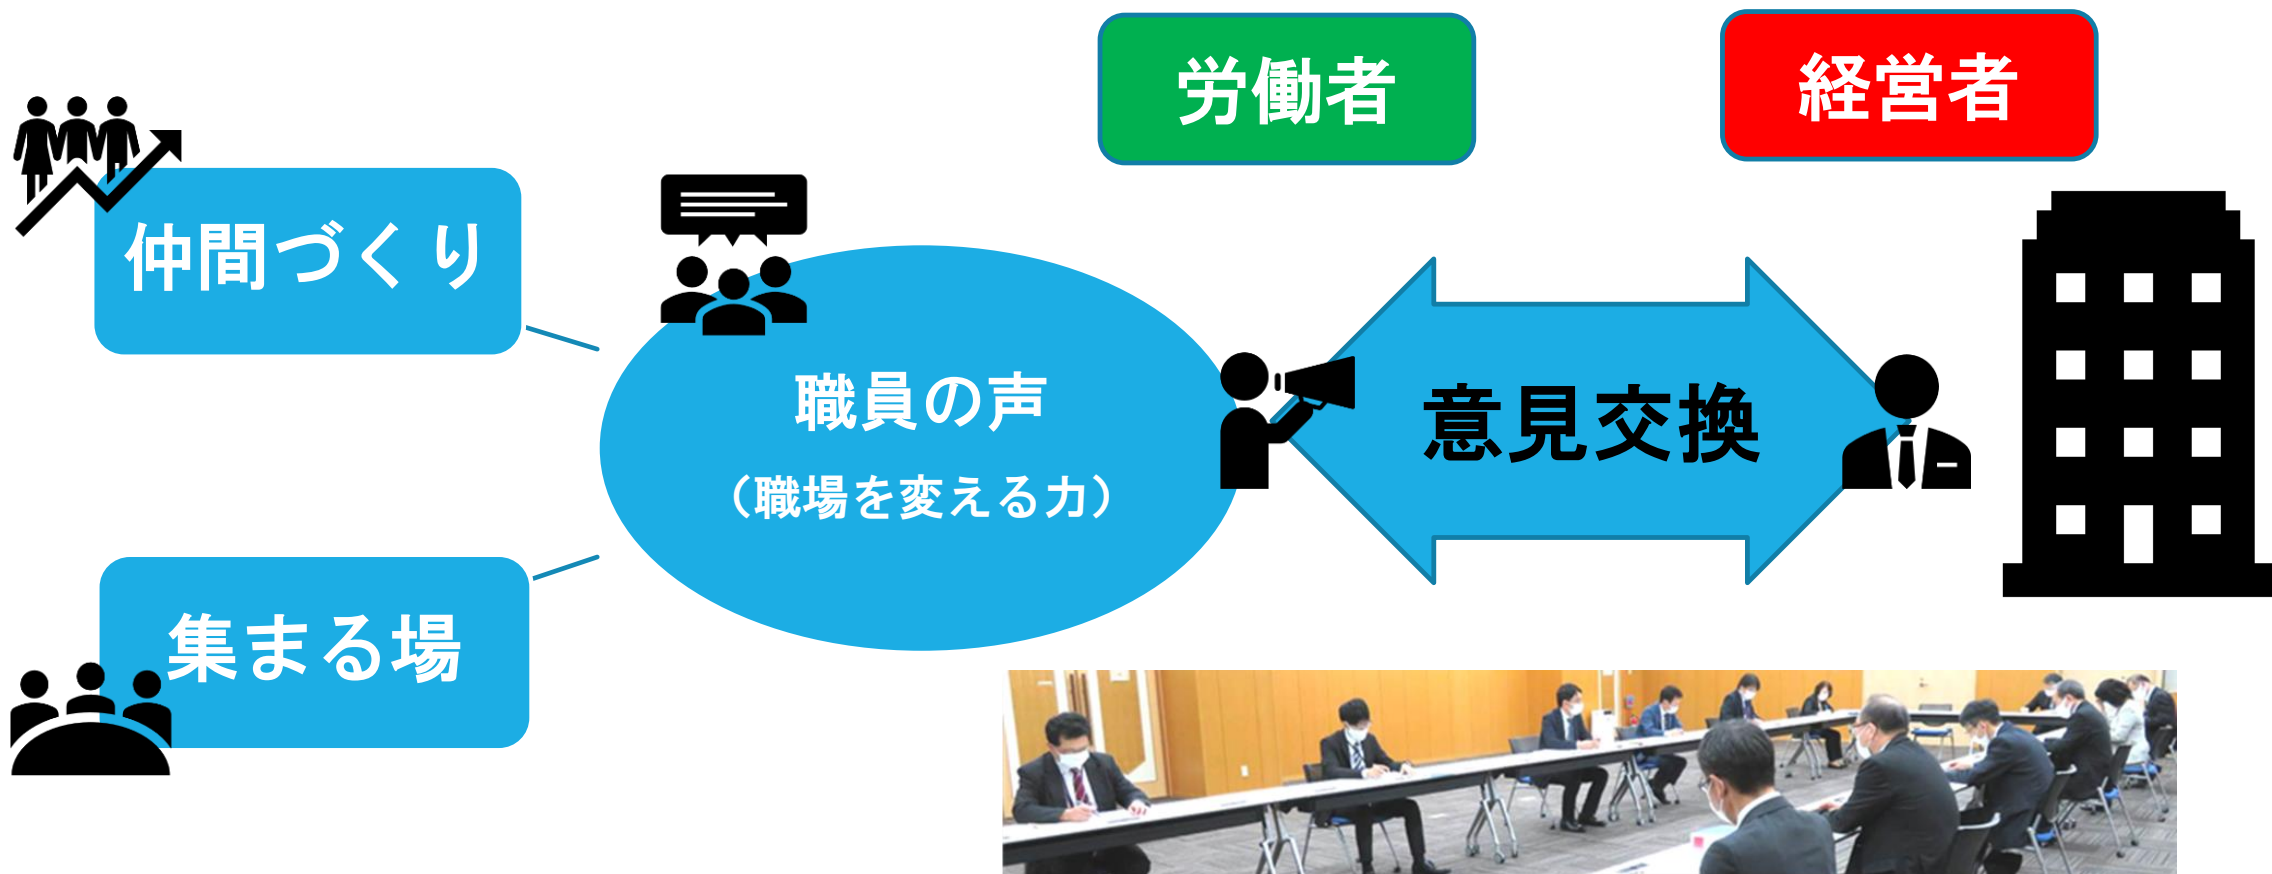 労働者
経営者
仲間づくり
職員の声
（職場を変える力）
意見交換
集まる場